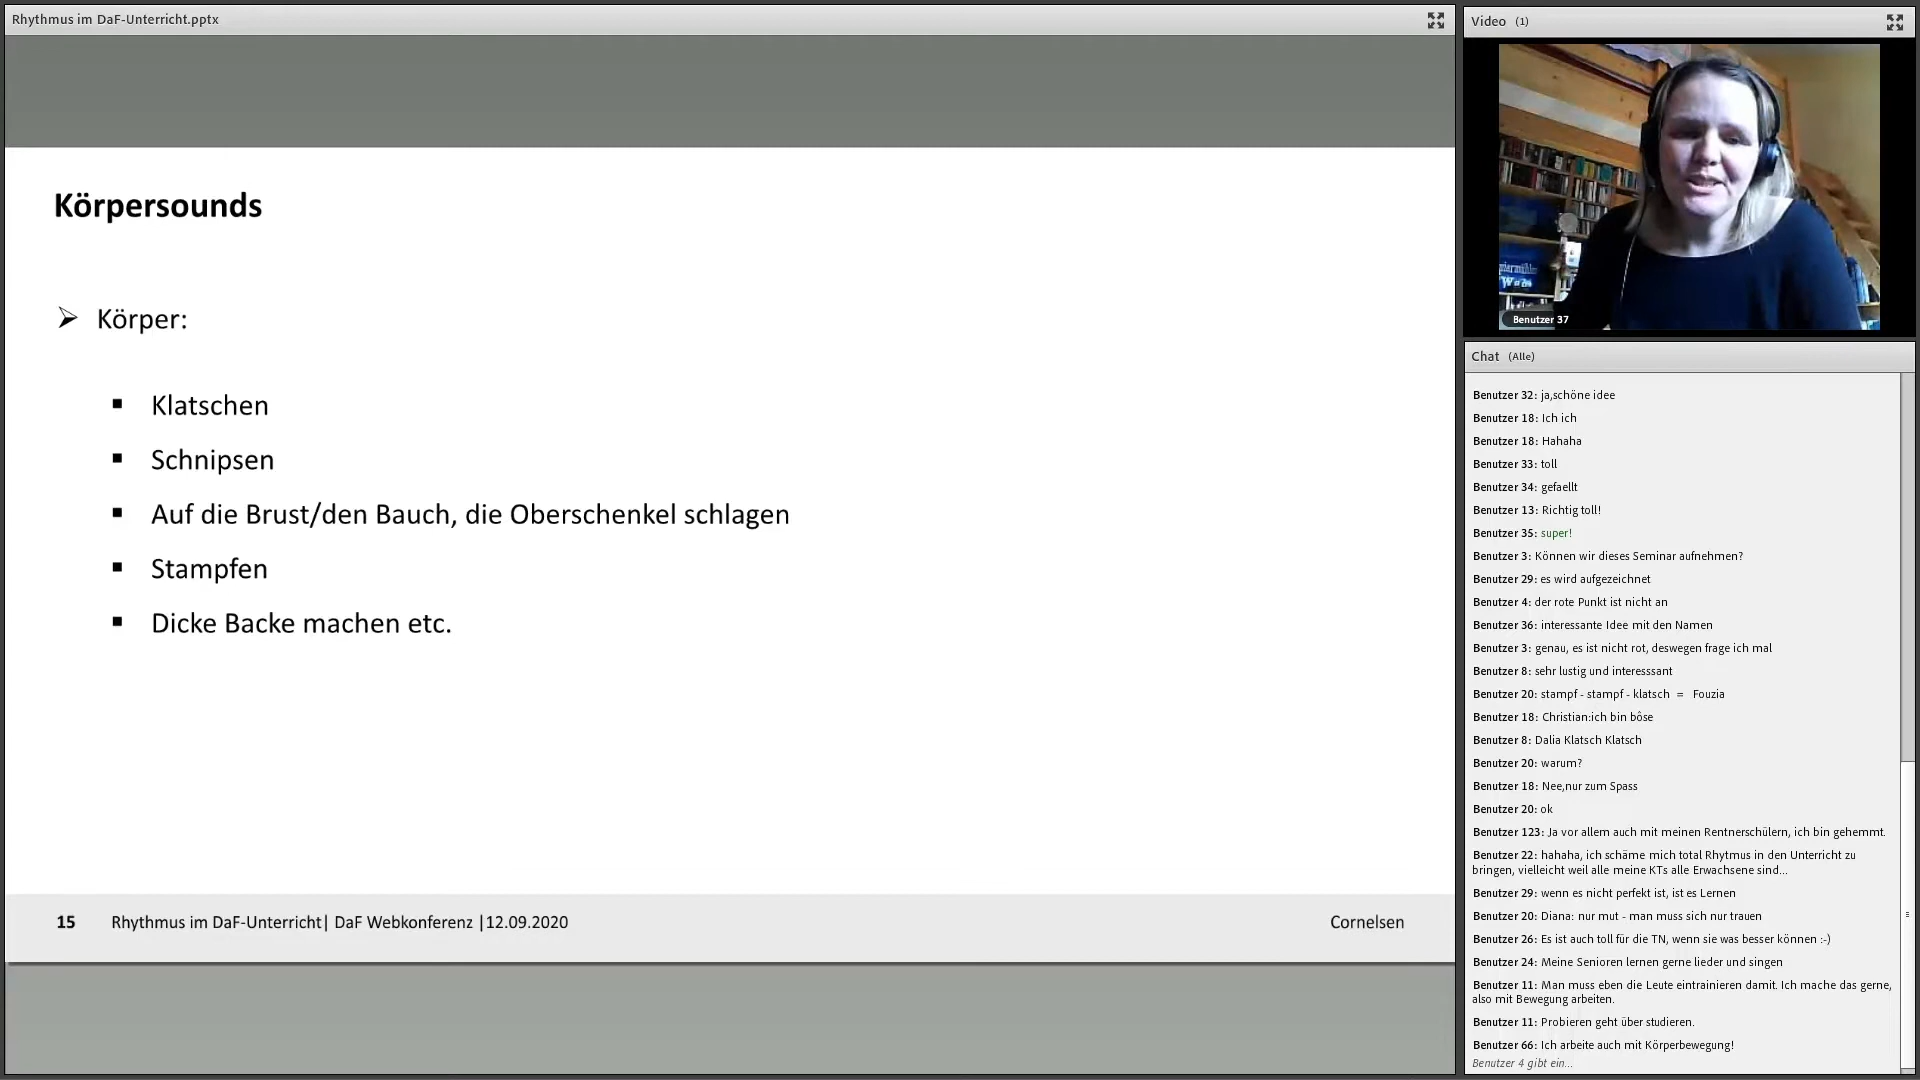 Rhythmus im DaF-Unterricht.pptx
Körpersounds
Körper:
Klatschen
Schnipsen
Auf die Brust/den Bauch, die Oberschenkel schlagen
Stampfen
Dicke Backe machen etc.
15 Rhythmus im DaF-Unterricht| DaF Webkonferenz |12.09.2020 Cornelsen
Video (1)
Benutzer 37
Chat (Alle)
Benutzer 32: ja,schöne idee
Benutzer 18: Ich ich
Benutzer 18: Hahaha
Benutzer 33: toll
Benutzer 34: gefaellt
Benutzer 13: Richtig toll!
Benutzer 35: super!
Benutzer 3: Können wir dieses Seminar aufnehmen?
Benutzer 29: es wird aufgezeichnet
Benutzer 4: der rote Punkt ist nicht an
Benutzer 36: interessante Idee mit den Namen
Benutzer 3: genau, es ist nicht rot, deswegen frage ich mal
Benutzer 8: sehr lustig und interesssant
Benutzer 20: stampf - stampf - klatsch = Fouzia
Benutzer 18: Christian:ich bin bôse
Benutzer 8: Dalia Klatsch Klatsch
Benutzer 20: warum?
Benutzer 18: Nee,nur zum Spass
Benutzer 20: ok
Benutzer 123: Ja vor allem auch mit meinen Rentnerschülern, ich bin gehemmt.
Benutzer 22: hahaha, ich schäme mich total Rhytmus in den Unterricht zu
bringen, vielleicht weil alle meine KTs alle Erwachsene sind...
Benutzer 29: wenn es nicht perfekt ist, ist es Lernen
Benutzer 20: Diana: nur mut - man muss sich nur trauen
Benutzer 26: Es ist auch toll für die TN, wenn sie was besser können :-)
Benutzer 24: Meine Senioren lernen gerne lieder und singen
Benutzer 11: Man muss eben die Leute eintrainieren damit. Ich mache das gerne,
also mit Bewegung arbeiten.
Benutzer 11: Probieren geht über studieren.
Benutzer 66: Ich arbeite auch mit Körperbewegung!
Benutzer 4 gibt ein...